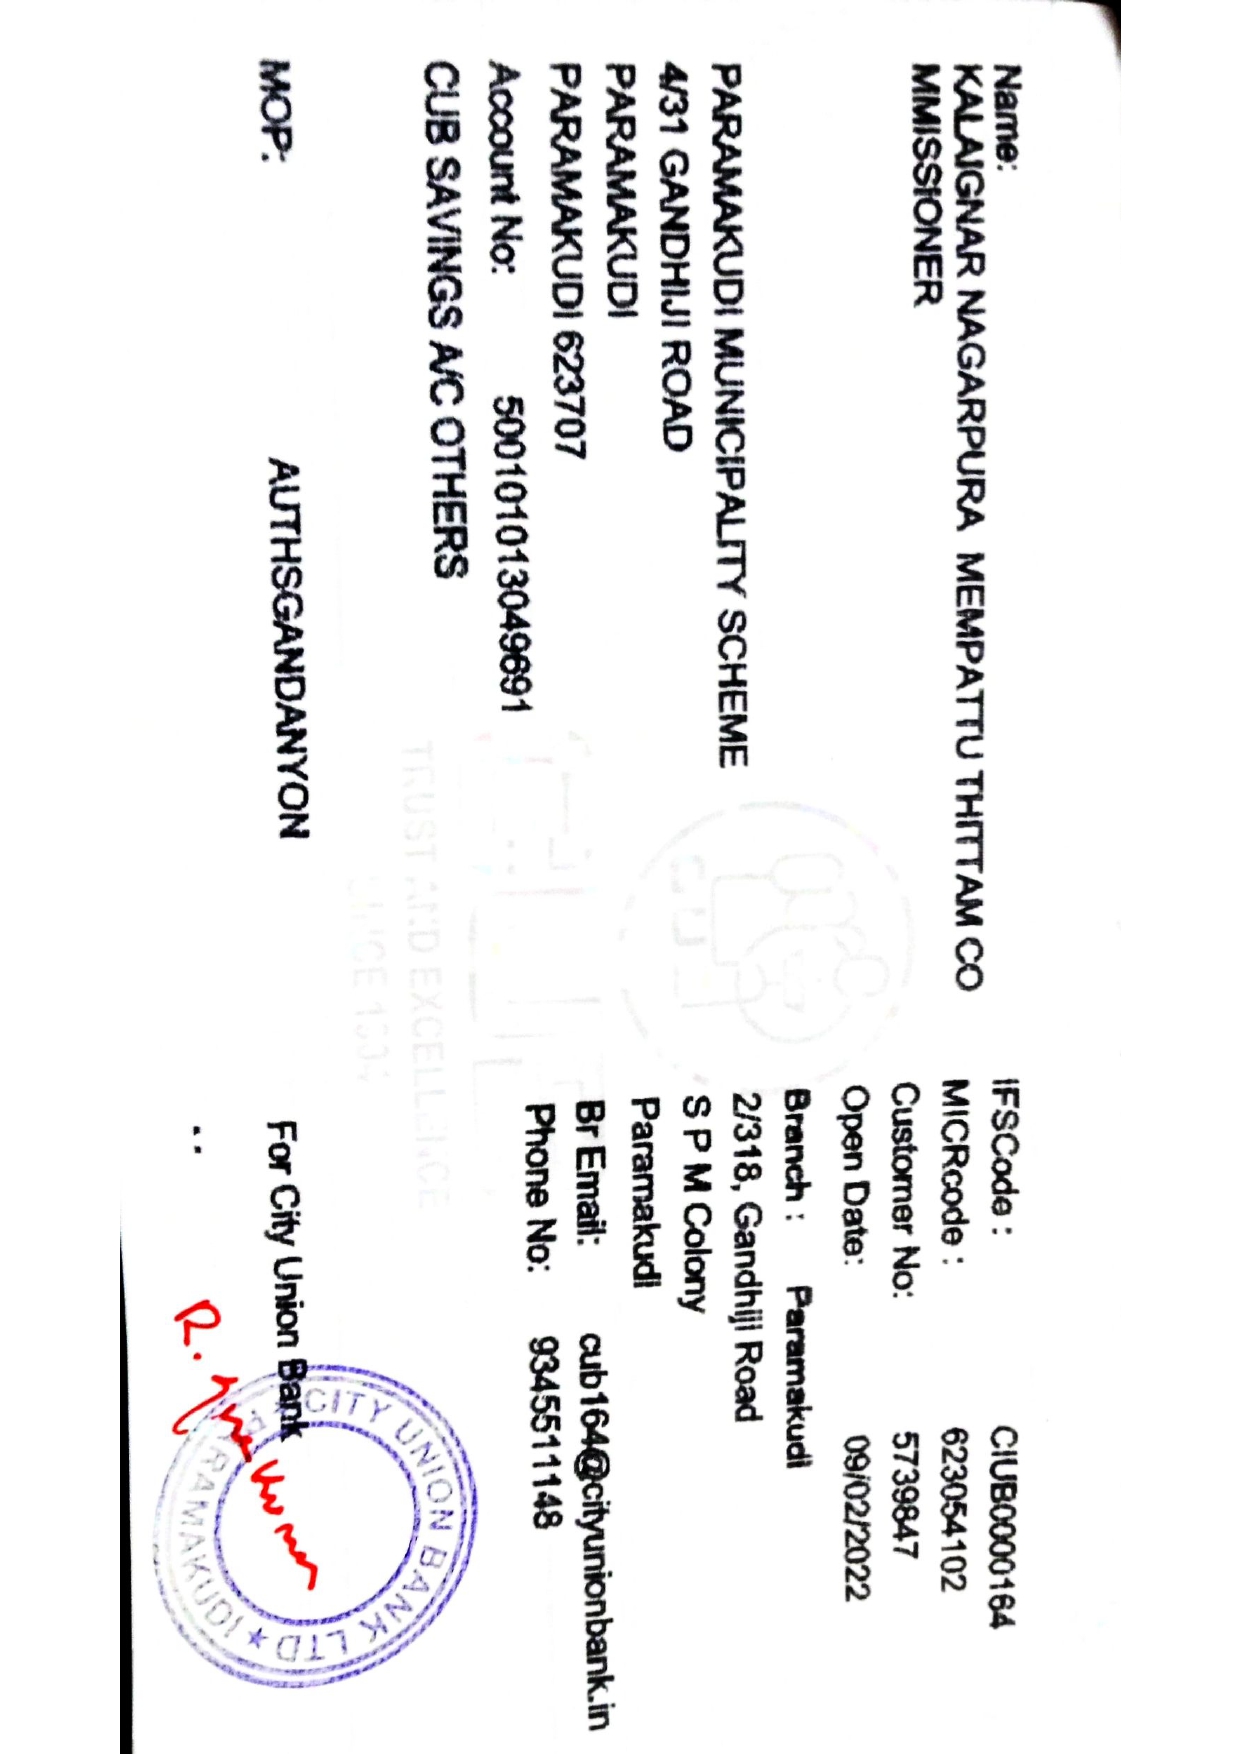 Name:
KALAIGNAR NAGARPURA MEMPATTU THITTAM CO
MMISSIONER
PARAMAKUDI MUNICIPALITY SCHEME
4/31 GANDHIJI ROAD
PARAMAKUDI
PARAMAKUDI 623707
Account No: 500101013049691
CUB SAVINGS A/C OTHERS
MOP: AUTHSGANDANYON
IFSCode : CIUB0000164
MICRcode : 623054102
Customer No: 5739847
Open Date: 09/02/2022
Branch : Paramakudi
2/318, Gandhiji Road
S P M Colony
Paramakudi
Br Email: cub164@cityunionbank.in
Phone No: 9345511148
For City Union Bank
CITY UNION BANK LTD
PARAMAKUDI
CUB
TRUST AND EXCELLENCE